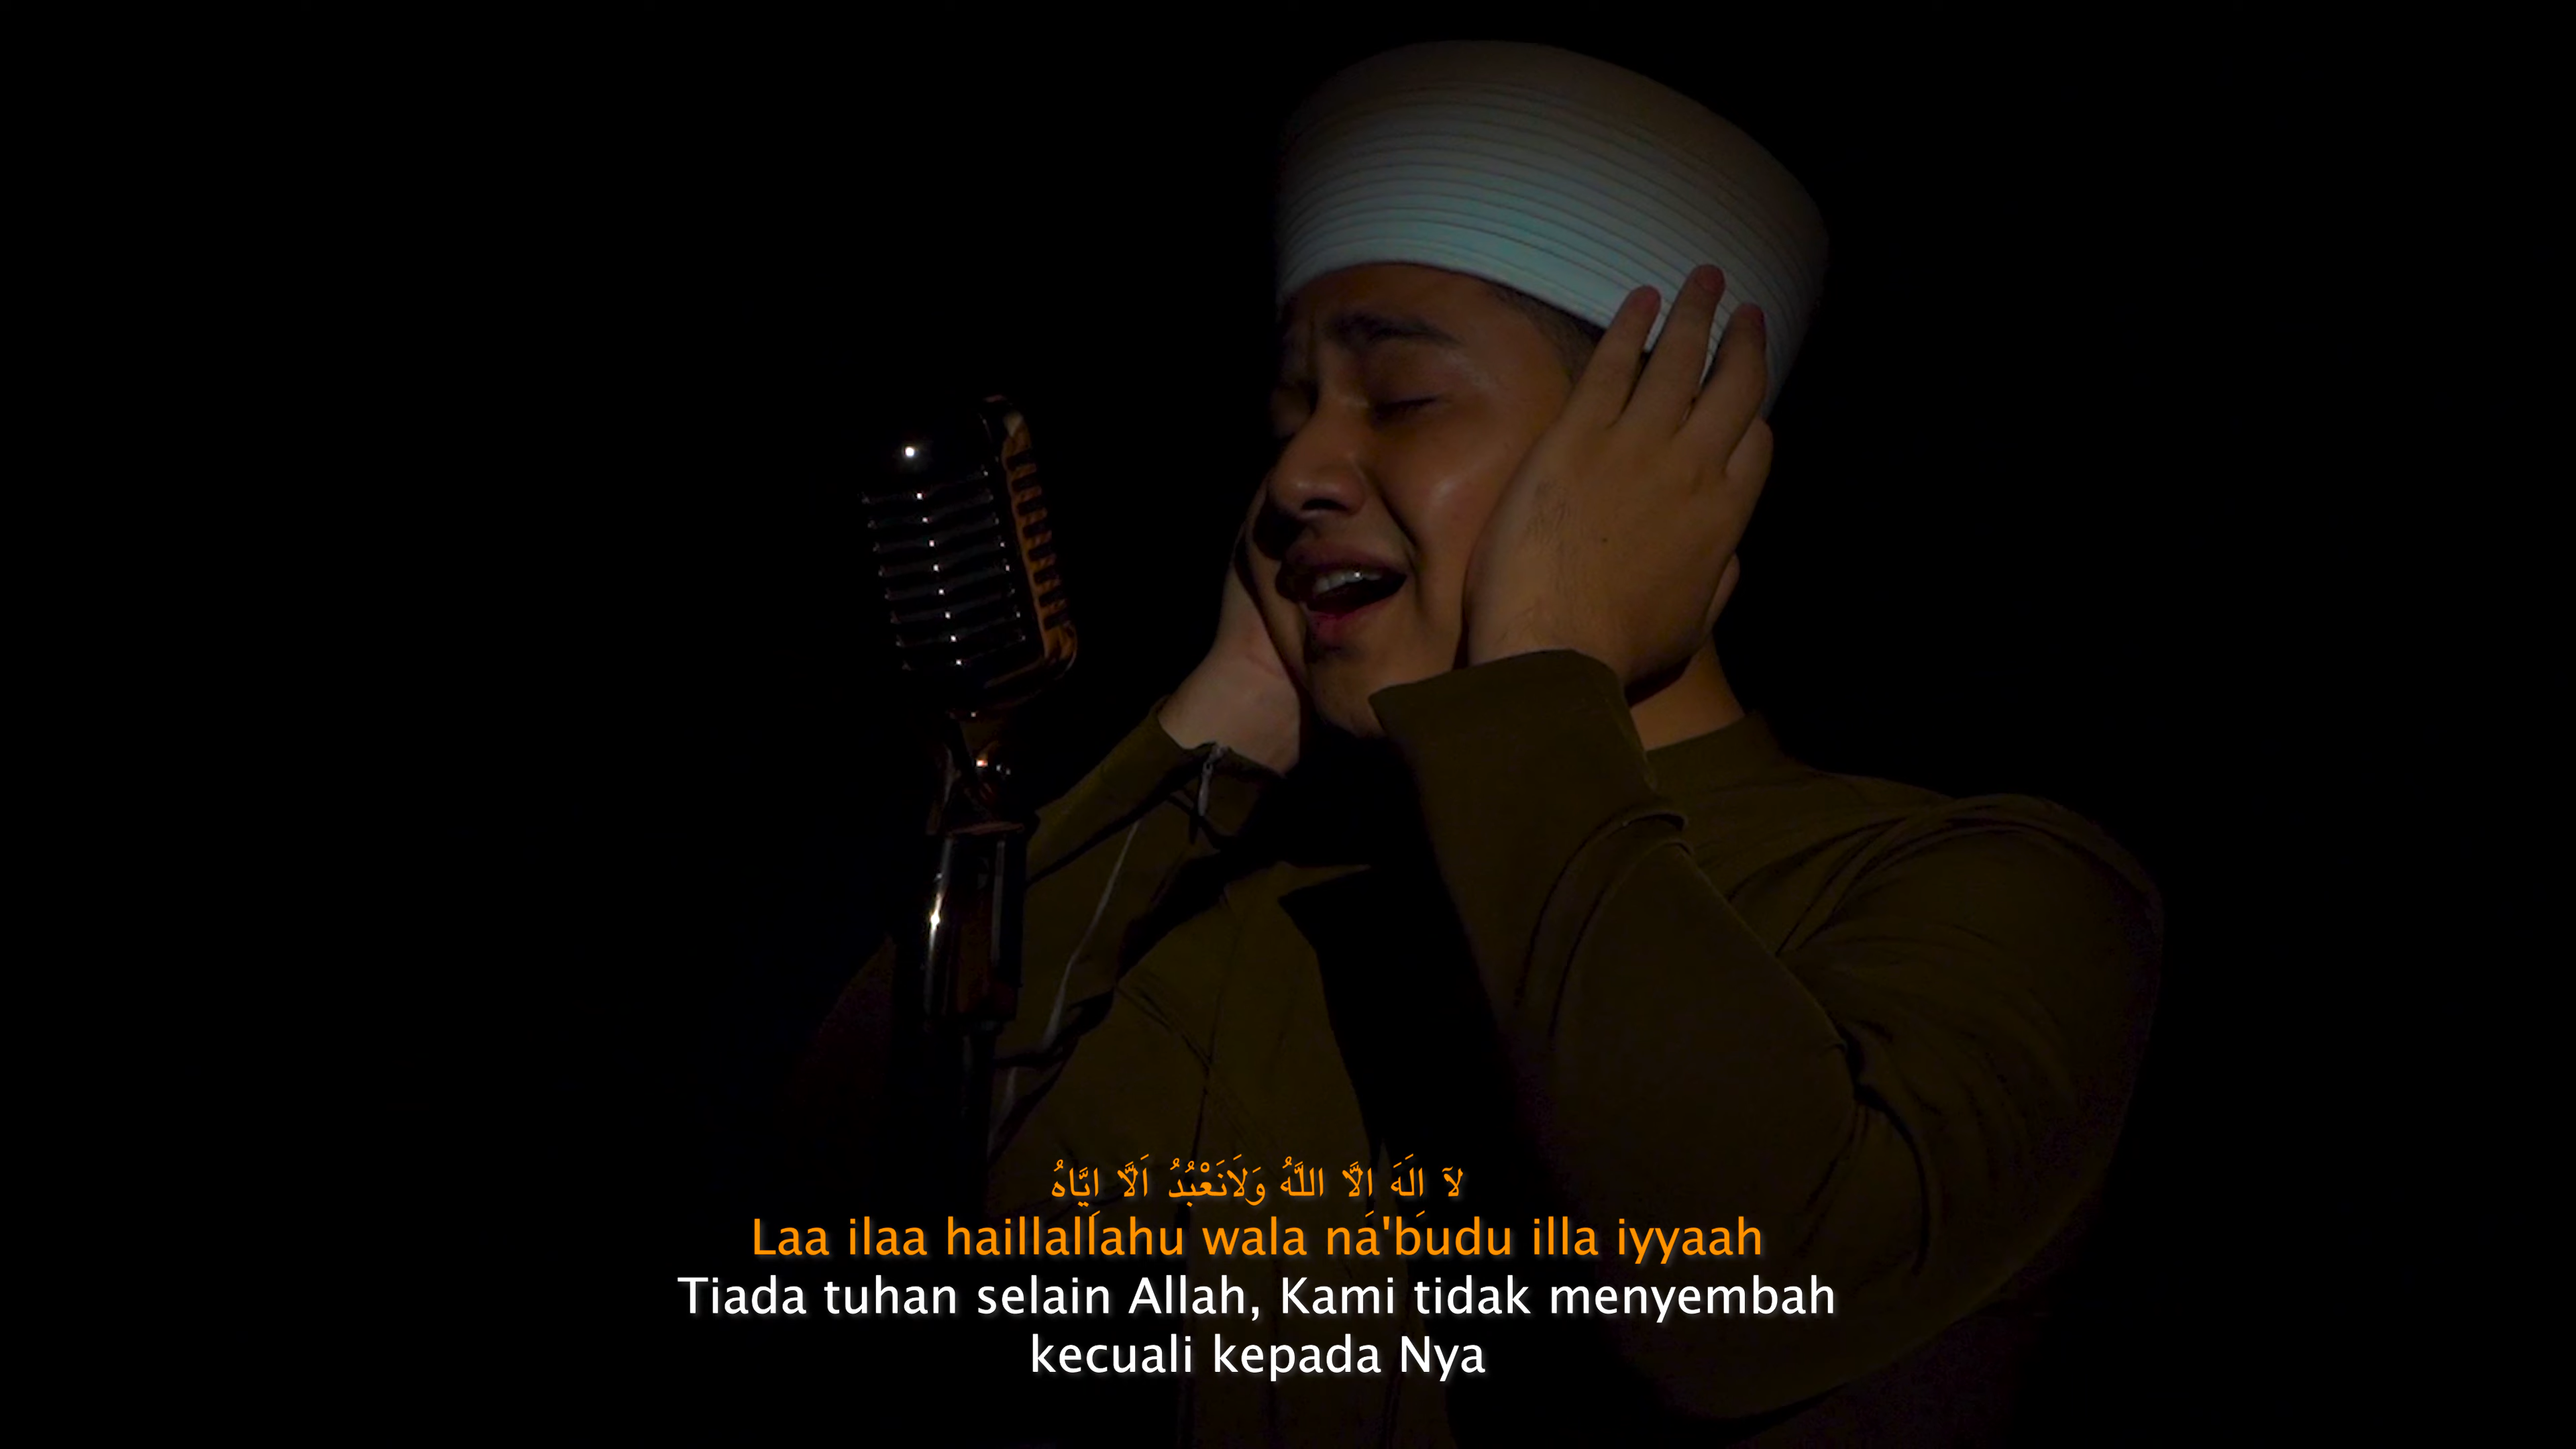 لَآ اِلَهَ اِلَّا اللَّهُ وَلَانَعْبُدُ اَلَّا اِيَّاهُ
Laa ilaa haillallahu wala na'budu illa iyyaah
Tiada tuhan selain Allah, Kami tidak menyembah
kecuali kepada Nya